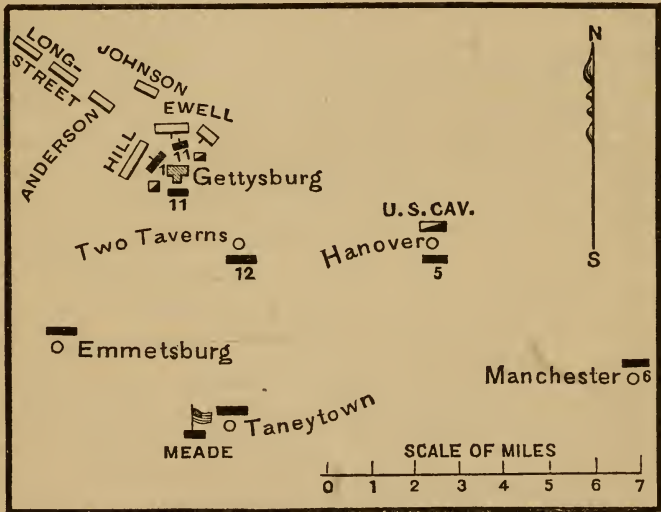 LONG-
STREET
JOHNSON
EWELL
ANDERSON
HILL
11
1
Gettysburg
11
N
U.S. CAV.
Two Taverns
Hanover
12
5
S
Emmetsburg
Manchester 6
Taneytown
MEADE
SCALE OF MILES
0 1 2 3 4 5 6 7